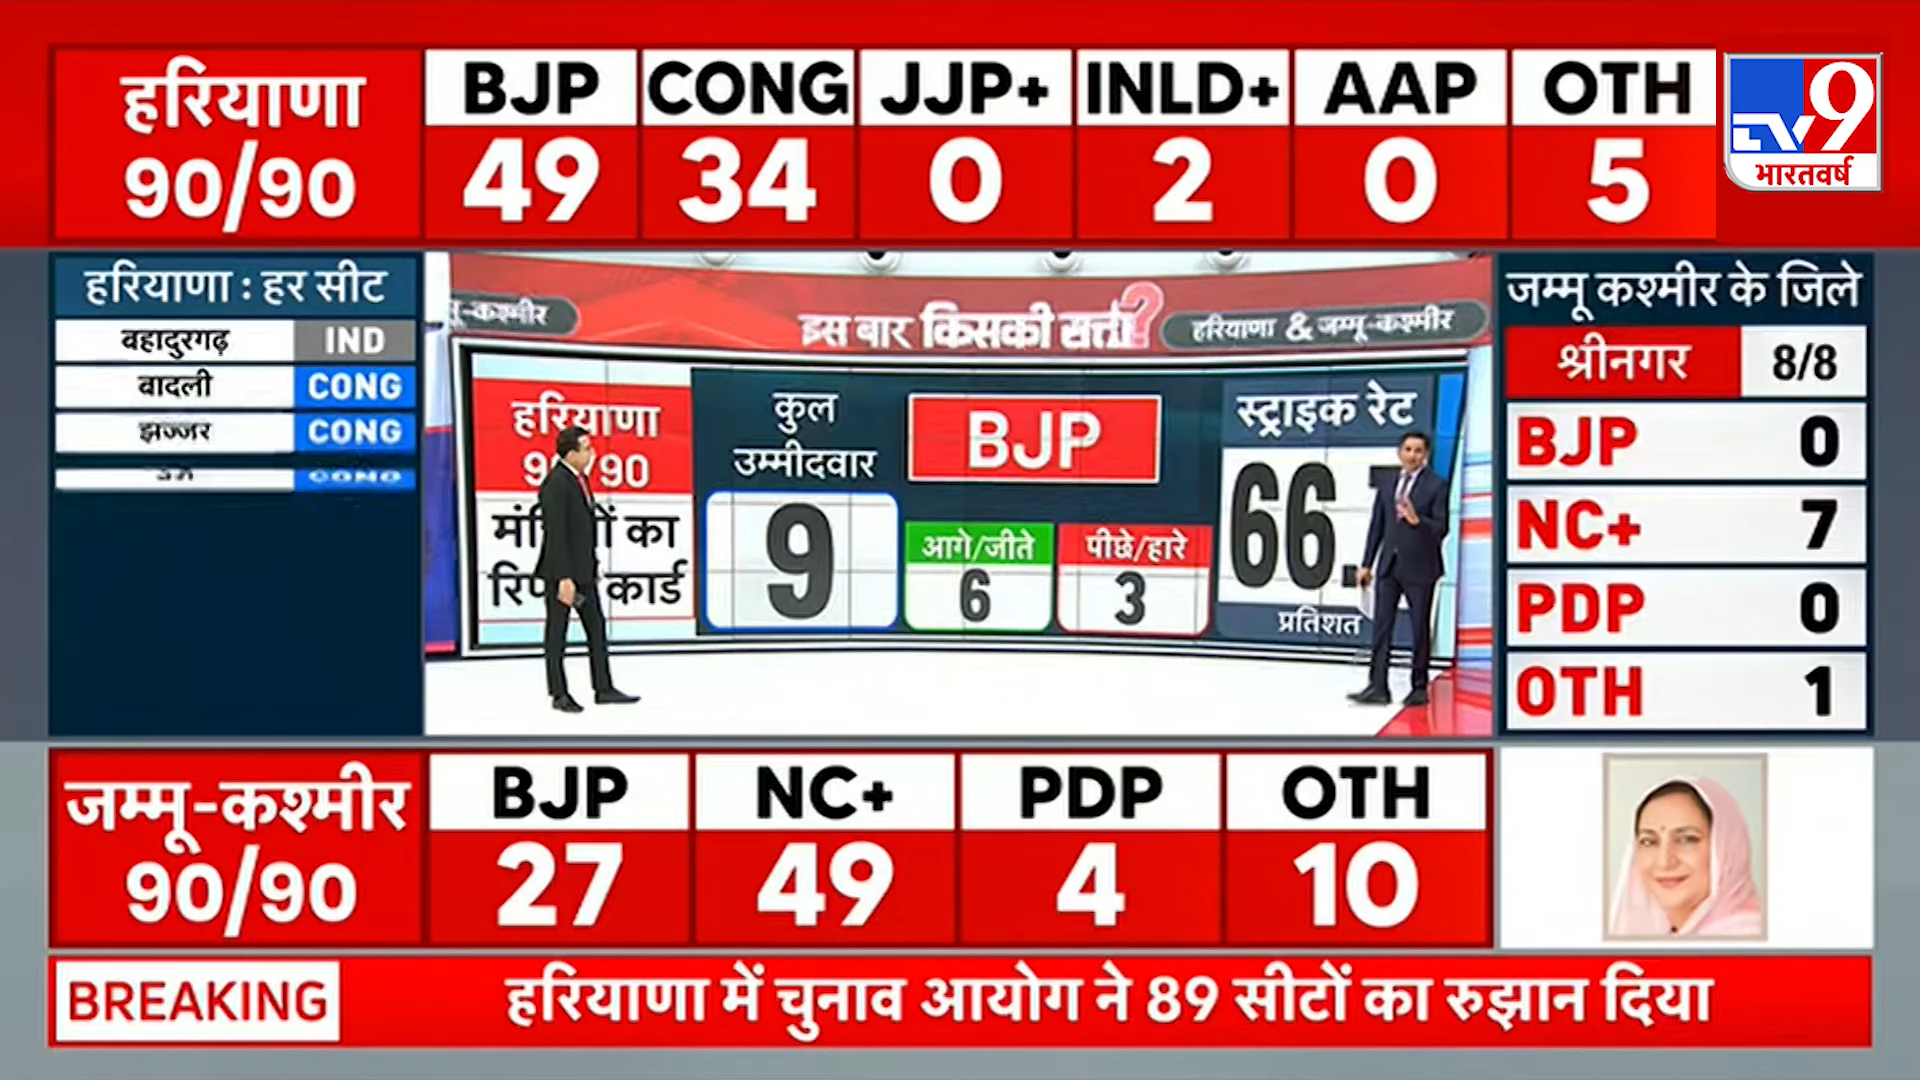 हरियाणा
90/90
BJP CONG JJP+ INLD+ AAP OTH
49 34 0 2 0 5
TV9
भारतवर्ष
हरियाणा : हर सीट
बहादुरगढ़ IND
बादली CONG
झज्जर CONG
CONG
इस बार किसकी सत्ता?
हरियाणा & जम्मू-कश्मीर
हरियाणा
कुल
उम्मीदवार
9
BJP
आगे/जीते
6
पीछे/हारे
3
स्ट्राइक रेट
66.
प्रतिशत
जम्मू कश्मीर के जिले
श्रीनगर 8/8
BJP 0
NC+ 7
PDP 0
OTH 1
जम्मू-कश्मीर
90/90
BJP NC+ PDP OTH
27 49 4 10
BREAKING
हरियाणा में चुनाव आयोग ने 89 सीटों का रुझान दिया